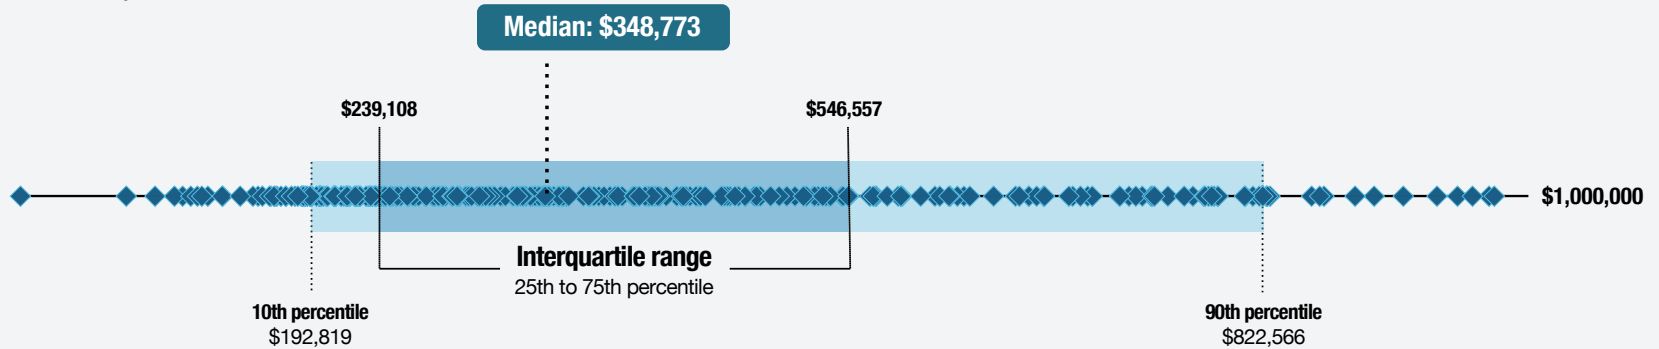 Median: $348,773
$239,108
$546,557
$1,000,000
Interquartile range
25th to 75th percentile
10th percentile
$192,819
90th percentile
$822,566